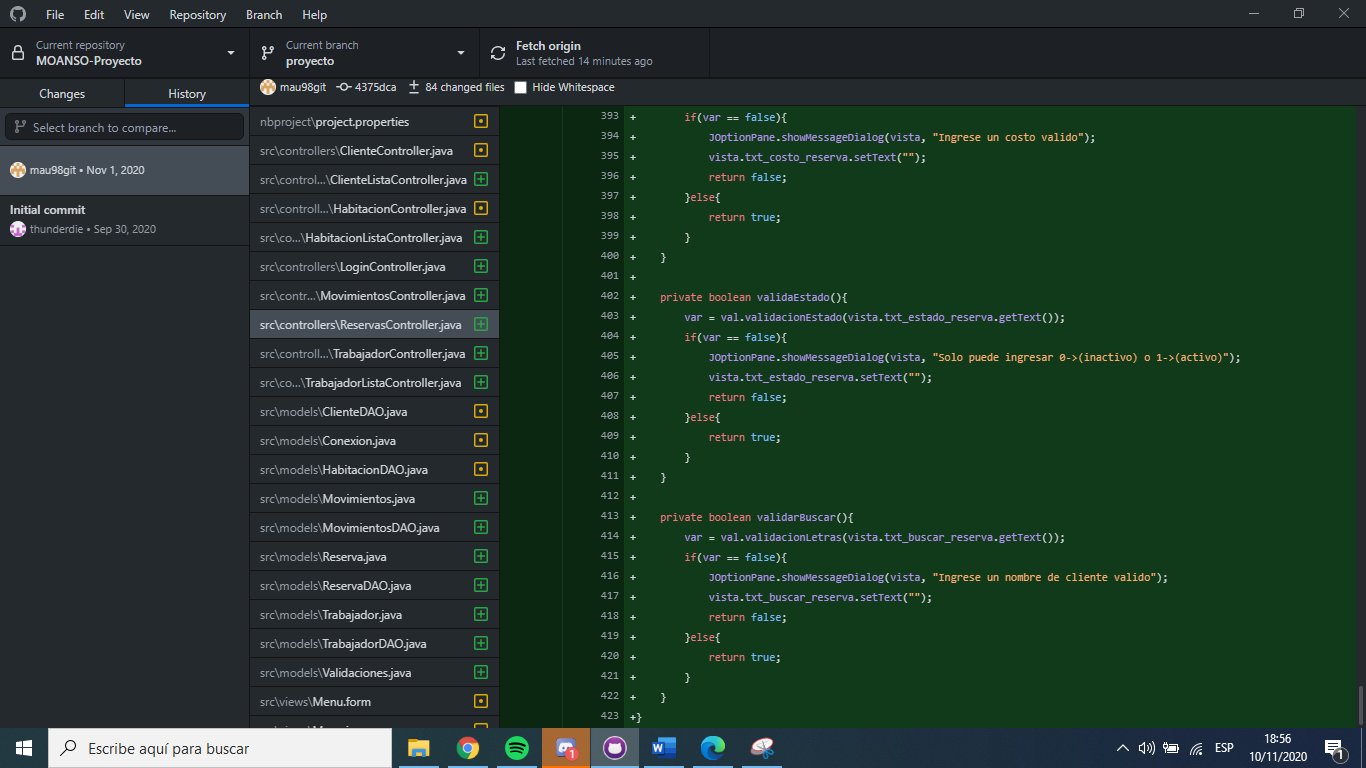 File Edit View Repository Branch Help
Current repository
MOANSO-Proyecto
Current branch
proyecto
Fetch origin
Last fetched 14 minutes ago
Changes
History
Select branch to compare...
mau98git • Nov 1, 2020
Initial commit
thunderdie • Sep 30, 2020
mau98git 4375dca 84 changed files Hide Whitespace
nbproject\project.properties
src\controllers\ClienteController.java
src\control...\ClienteListaController.java
src\controll...\HabitacionController.java
src\co...\HabitacionListaController.java
src\controllers\LoginController.java
src\contr...\MovimientosController.java
src\controllers\ReservasController.java
src\controll...\TrabajadorController.java
src\co...\TrabajadorListaController.java
src\models\ClienteDAO.java
src\models\Conexion.java
src\models\HabitacionDAO.java
src\models\Movimientos.java
src\models\MovimientosDAO.java
src\models\Reserva.java
src\models\ReservaDAO.java
src\models\Trabajador.java
src\models\TrabajadorDAO.java
src\models\Validaciones.java
src\views\Menu.form
393 + if(var == false){
394 + JOptionPane.showMessageDialog(vista, "Ingrese un costo valido");
395 + vista.txt_costo_reserva.setText("");
396 + return false;
397 + }else{
398 + return true;
399 + }
400 + }
401 +
402 + private boolean validaEstado(){
403 + var = val.validacionEstado(vista.txt_estado_reserva.getText());
404 + if(var == false){
405 + JOptionPane.showMessageDialog(vista, "Solo puede ingresar 0->(inactivo) o 1->(activo)");
406 + vista.txt_estado_reserva.setText("");
407 + return false;
408 + }else{
409 + return true;
410 + }
411 + }
412 +
413 + private boolean validarBuscar(){
414 + var = val.validacionLetras(vista.txt_buscar_reserva.getText());
415 + if(var == false){
416 + JOptionPane.showMessageDialog(vista, "Ingrese un nombre de cliente valido");
417 + vista.txt_buscar_reserva.setText("");
418 + return false;
419 + }else{
420 + return true;
421 + }
422 + }
423 +}
Escribe aquí para buscar
1
W
ESP
18:56
10/11/2020
1